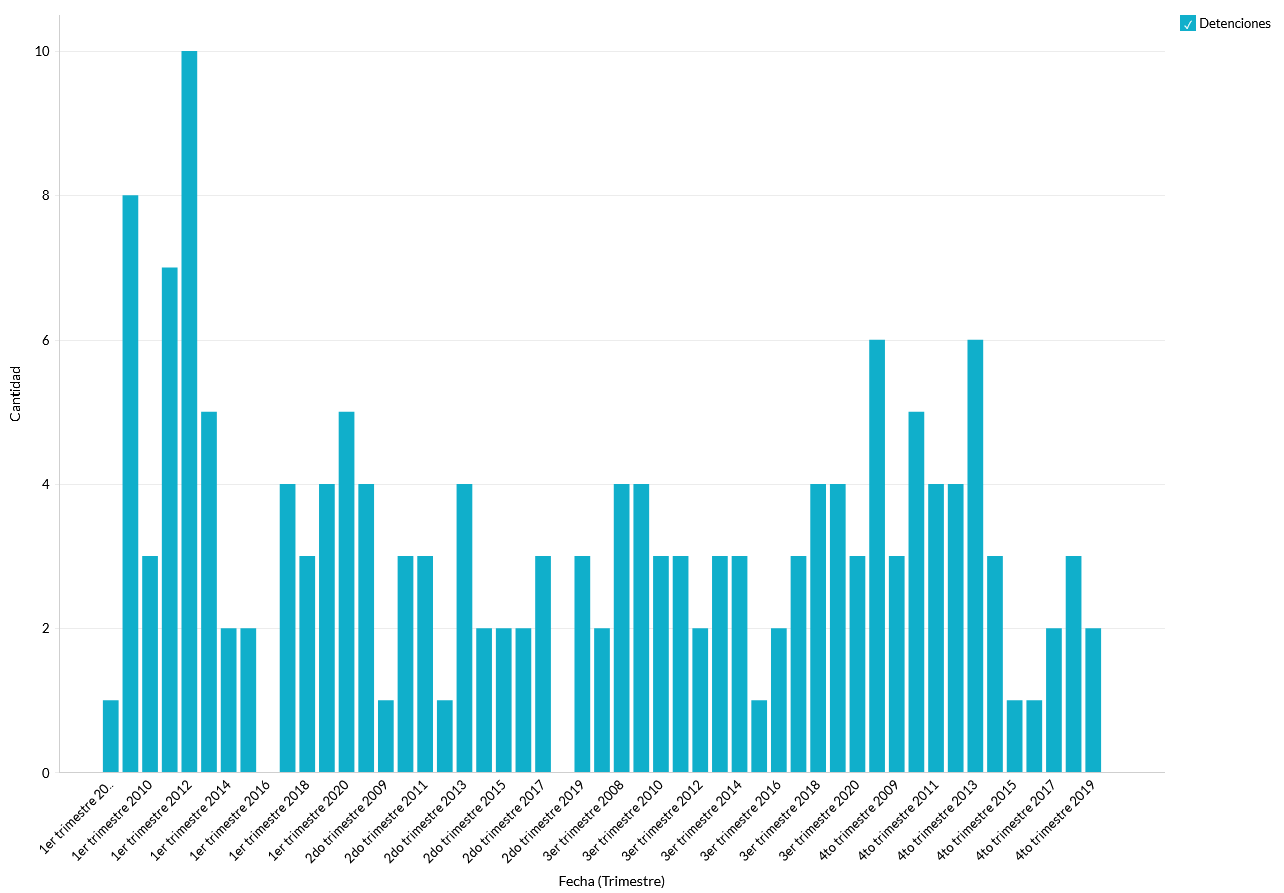 Detenciones
10
8
6
4
2
0
Cantidad
1er trimestre 20..
1er trimestre 2010
1er trimestre 2012
1er trimestre 2014
1er trimestre 2016
1er trimestre 2018
1er trimestre 2020
2do trimestre 2009
2do trimestre 2011
2do trimestre 2013
2do trimestre 2015
2do trimestre 2017
2do trimestre 2019
3er trimestre 2008
3er trimestre 2010
3er trimestre 2012
3er trimestre 2014
3er trimestre 2016
3er trimestre 2018
3er trimestre 2020
4to trimestre 2009
4to trimestre 2011
4to trimestre 2013
4to trimestre 2015
4to trimestre 2017
4to trimestre 2019
Fecha (Trimestre)